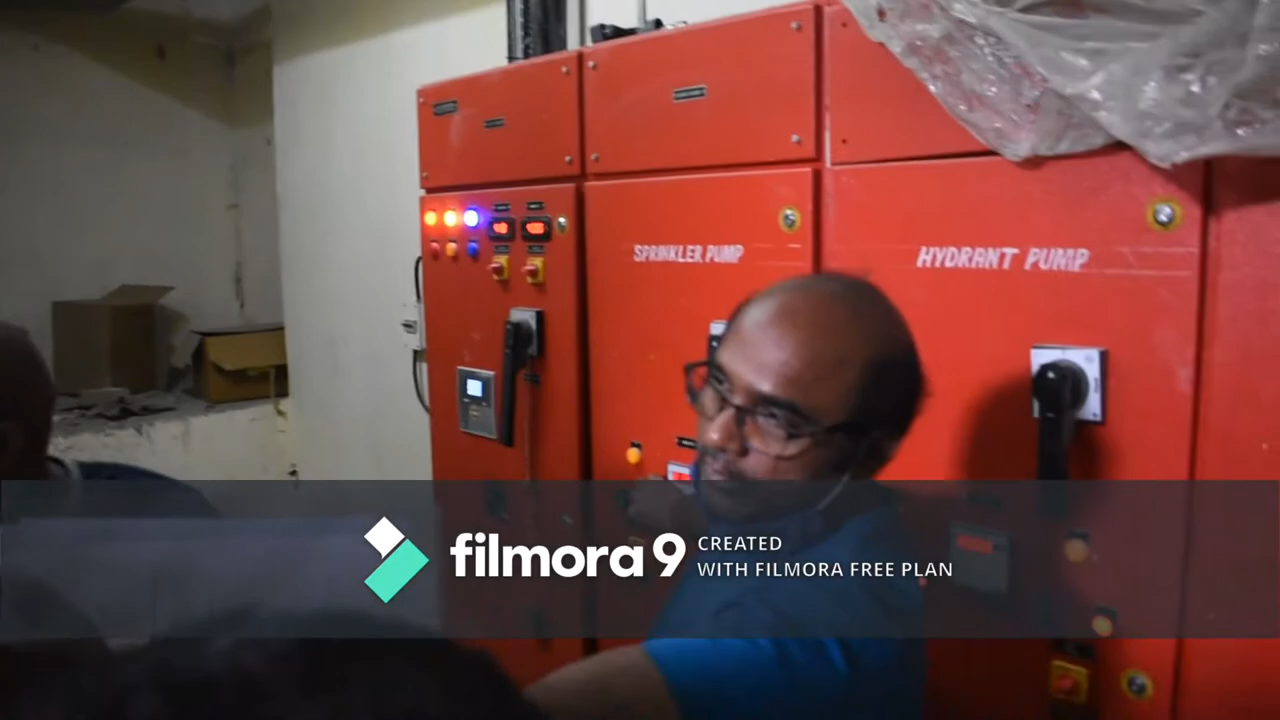 SPRINKLER PUMP
HYDRANT PUMP
filmora 9
CREATED
WITH FILMORA FREE PLAN